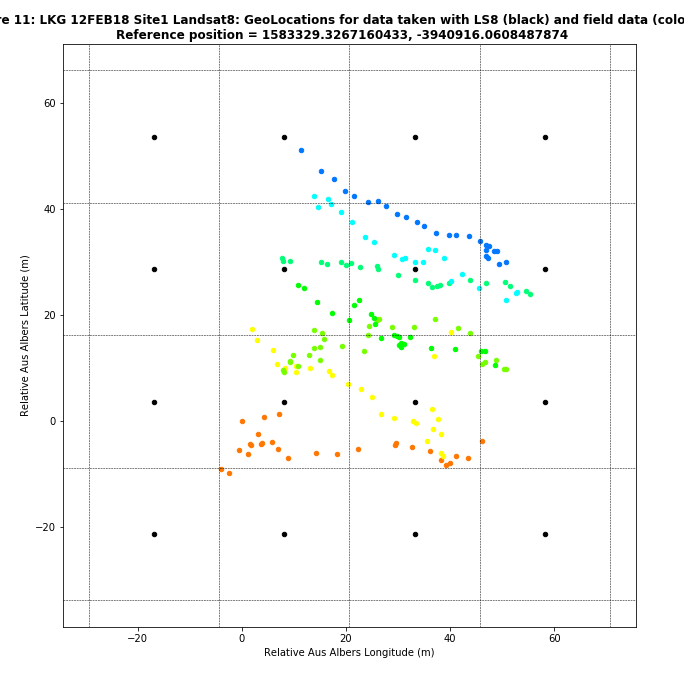 11: LKG 12FEB18 Site1 Landsat8: GeoLocations for data taken with LS8 (black) and field data
Reference position = 1583329.3267160433, -3940916.0608487874
60
40
20
0
−20
Relative Aus Albers Latitude (m)
−20 0 20 40 60
Relative Aus Albers Longitude (m)